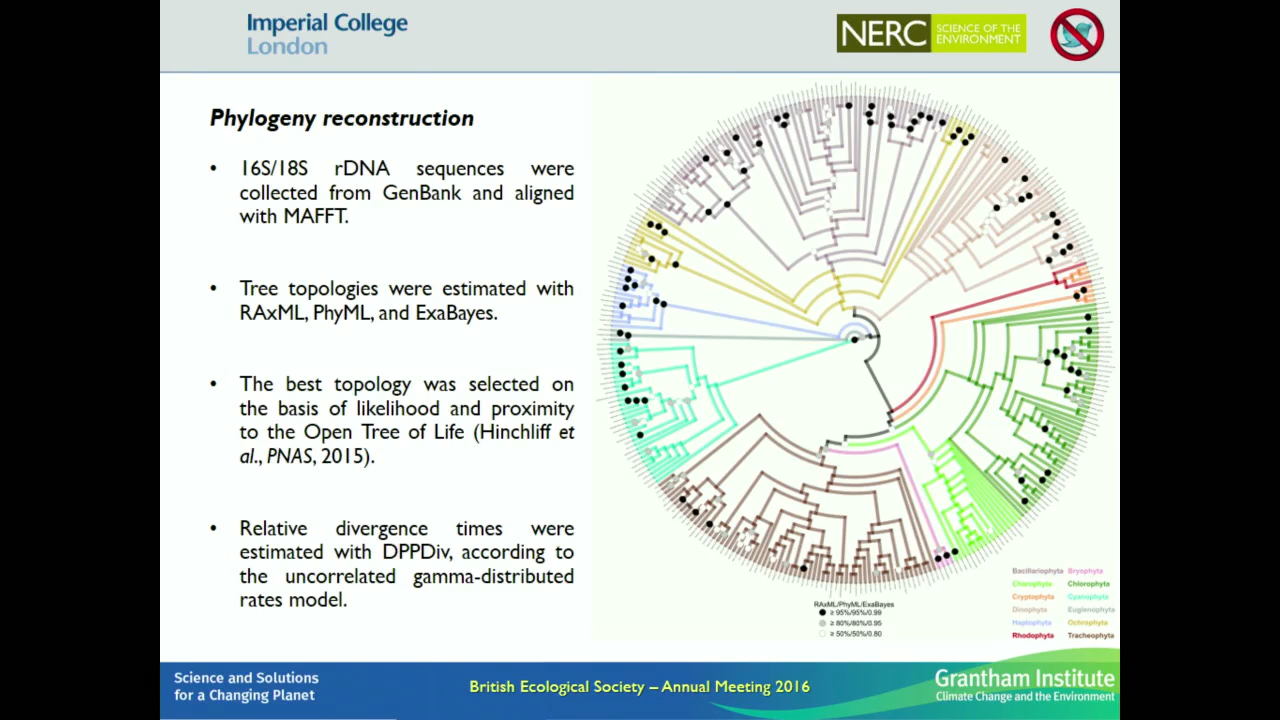 Imperial College
London
NERC
SCIENCE OF THE
ENVIRONMENT
Phylogeny reconstruction
• 16S/18S rDNA sequences were
collected from GenBank and aligned
with MAFFT.
• Tree topologies were estimated with
RAxML, PhyML, and ExaBayes.
• The best topology was selected on
the basis of likelihood and proximity
to the Open Tree of Life (Hinchliff et
al., PNAS, 2015).
• Relative divergence times were
estimated with DPPDiv, according to
the uncorrelated gamma-distributed
rates model.
RAxML/PhyML/ExaBayes
≥ 95%/95%/0.99
≥ 80%/80%/0.95
≥ 50%/50%/0.80
Bacillariophyta Bryophyta
Chlorophyta Chlorophyta
Cryptophyta Cyanophyta
Dinophyta Euglenophyta
Haptophyta Ochrophyta
Rhodophyta Tracheophyta
Science and Solutions
for a Changing Planet
British Ecological Society – Annual Meeting 2016
Grantham Institute
Climate Change and the Environment